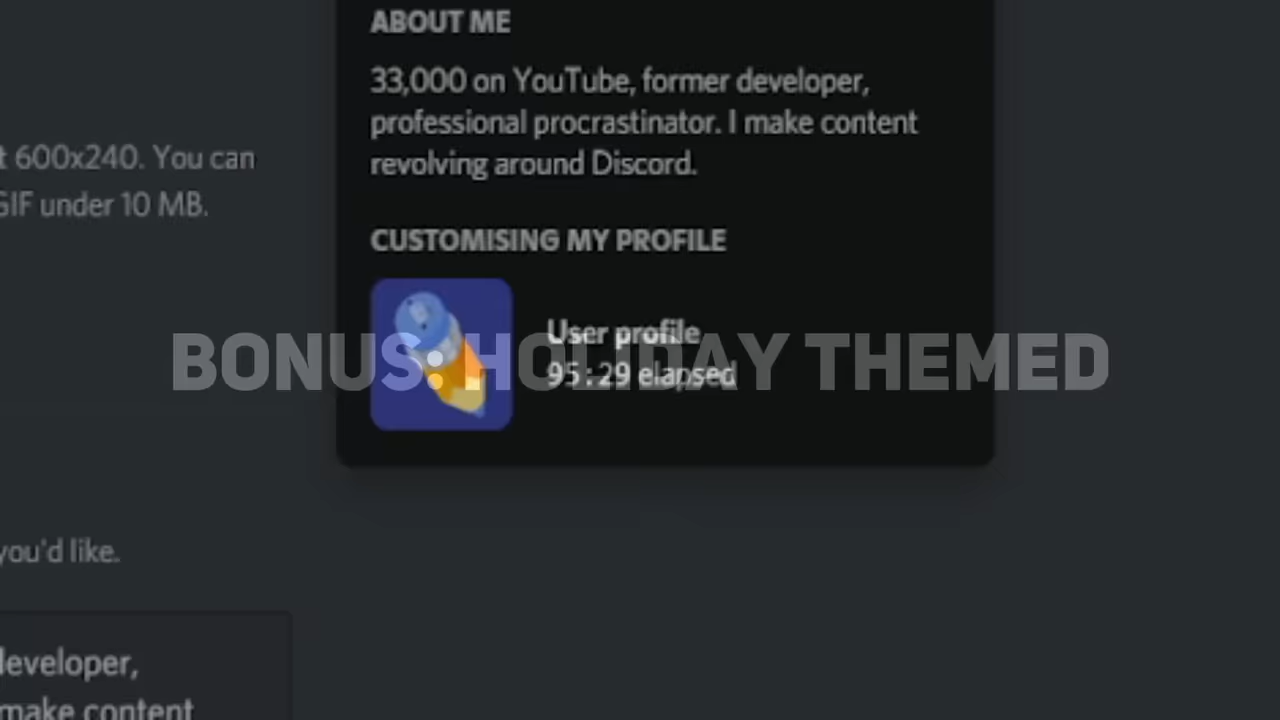 ABOUT ME
33,000 on YouTube, former developer,
professional procrastinator. I make content
revolving around Discord.
t 600x240. You can
GIF under 10 MB.
CUSTOMISING MY PROFILE
User profile
95:29 elapsed
BONUS: HOLIDAY THEMED
you'd like.
developer,
make content